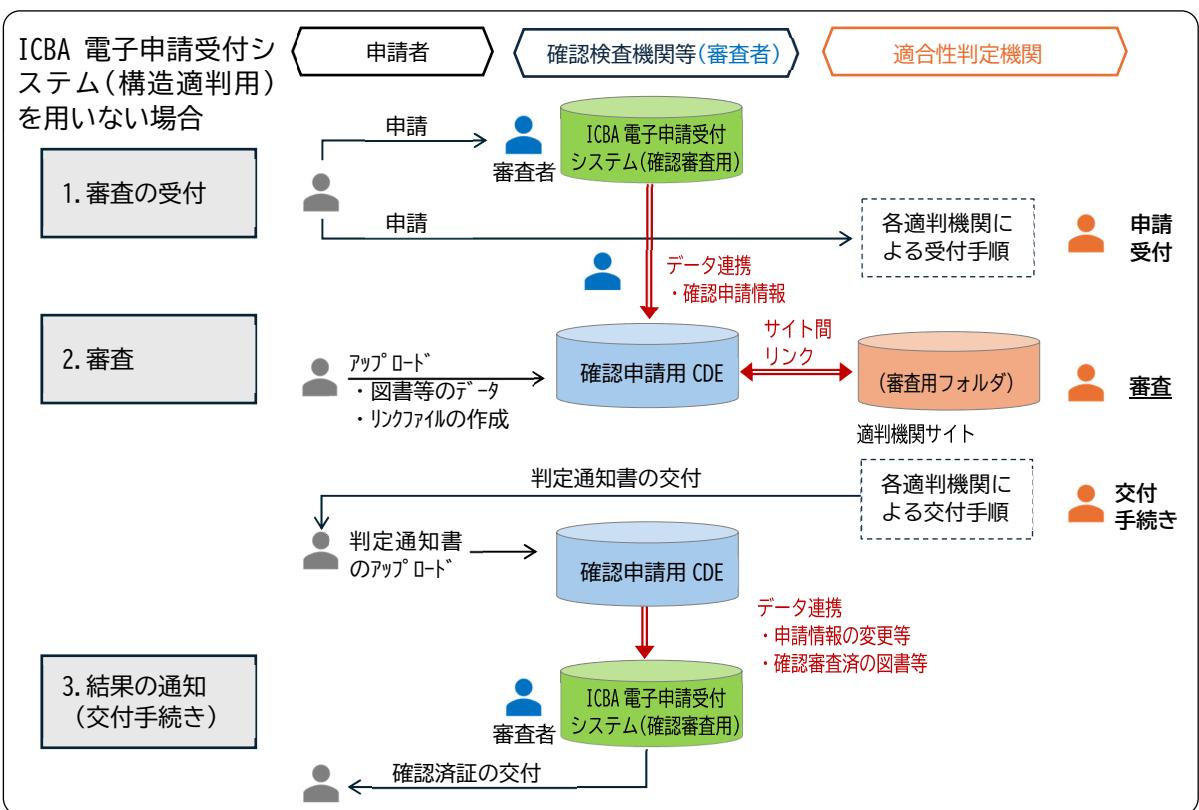 ICBA 電子申請受付シ
ステム(構造適判用)
を用いない場合
申請者
確認検査機関等(審査者)
適合性判定機関
1.審査の受付
申請
審査者
ICBA 電子申請受付
システム(確認審査用)
申請
各適判機関に
よる受付手順
申請
受付
データ連携
・確認申請情報
2.審査
アップロード
・図書等のデータ
・リンクファイルの作成
確認申請用 CDE
サイト間
リンク
(審査用フォルダ)
審査
適判機関サイト
判定通知書の交付
各適判機関に
よる交付手順
交付
手続き
判定通知書
のアップロード
確認申請用 CDE
データ連携
・申請情報の変更等
・確認審査済の図書等
3.結果の通知
(交付手続き)
審査者
ICBA 電子申請受付
システム(確認審査用)
確認済証の交付